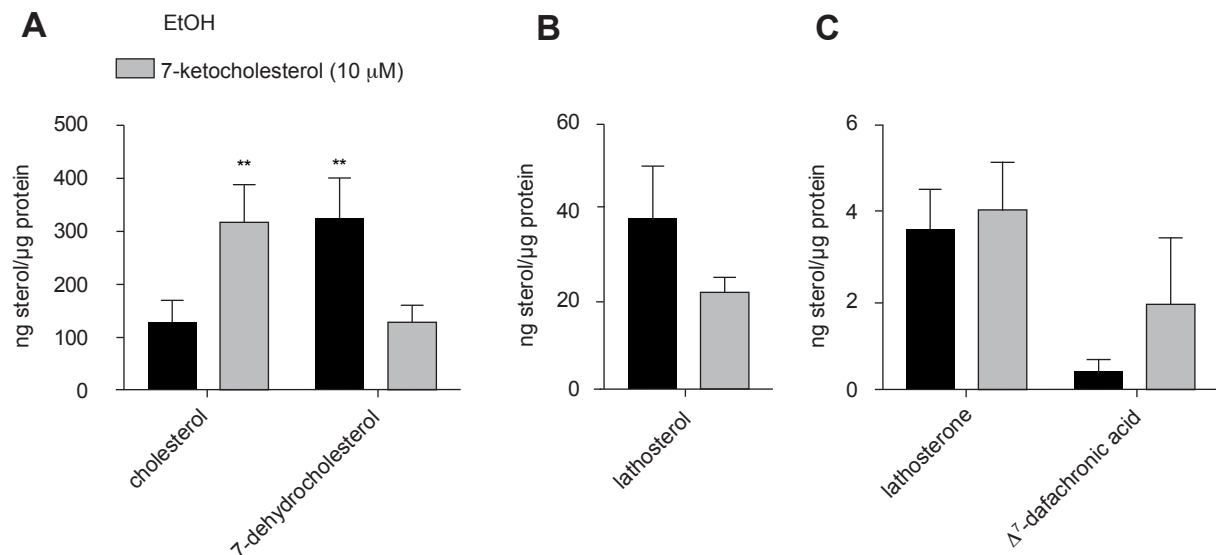 A
EtOH
7-ketocholesterol (10 μM)
ng sterol/µg protein
500
400
300
200
100
0
**
**
cholesterol
7-dehydrocholesterol
B
ng sterol/µg protein
60
40
20
0
lathosterol
C
ng sterol/µg protein
6
4
2
0
lathosterone
Δ⁷-dafachronic acid